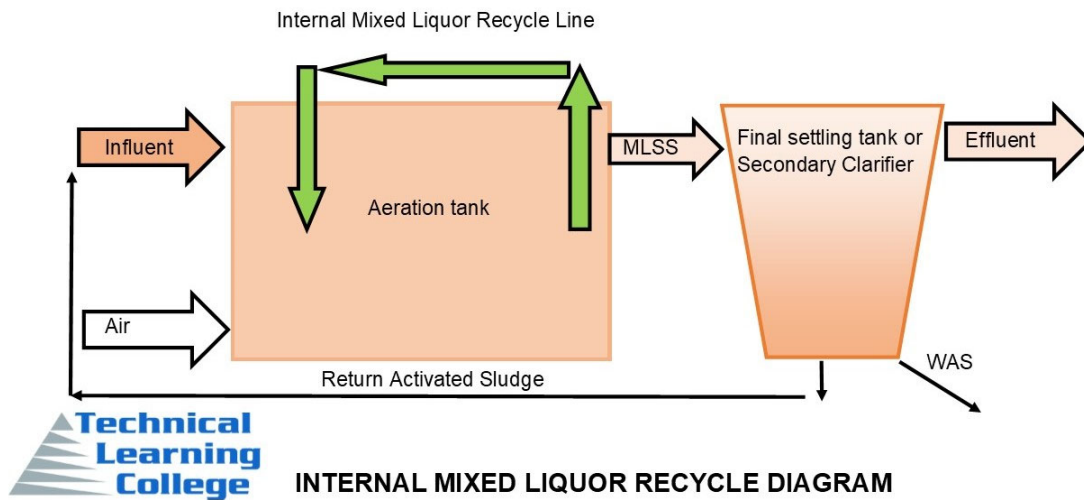 Internal Mixed Liquor Recycle Line
Influent
Aeration tank
MLSS
Final settling tank or
Secondary Clarifier
Effluent
Air
Return Activated Sludge
WAS
Technical
Learning
College
INTERNAL MIXED LIQUOR RECYCLE DIAGRAM